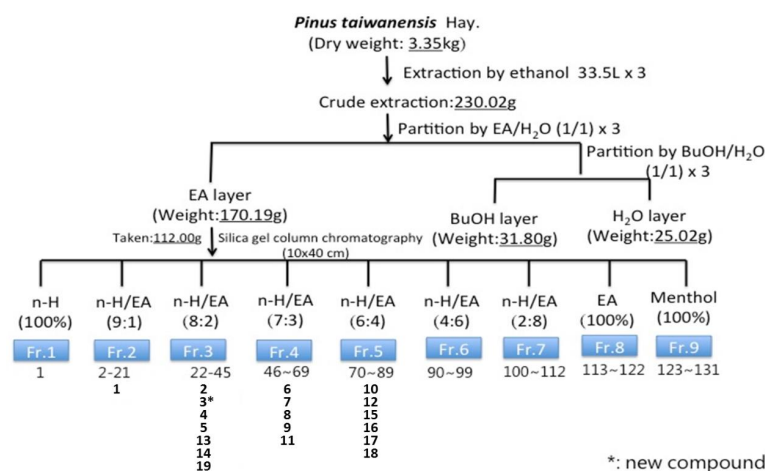 Pinus taiwanensis Hay.
(Dry weight: 3.35kg)
Extraction by ethanol 33.5L x 3
Crude extraction:230.02g
Partition by EA/H₂O (1/1) x 3
Partition by BuOH/H₂O
(1/1) x 3
EA layer
(Weight:170.19g)
BuOH layer
(Weight:31.80g)
H₂O layer
(Weight:25.02g)
Taken:112.00g
Silica gel column chromatography
(10x40 cm)
n-H
(100%)
n-H/EA
(9:1)
n-H/EA
(8:2)
n-H/EA
(7:3)
n-H/EA
(6:4)
n-H/EA
(4:6)
n-H/EA
(2:8)
EA
(100%)
Menthol
(100%)
Fr.1
Fr.2
Fr.3
Fr.4
Fr.5
Fr.6
Fr.7
Fr.8
Fr.9
1
2-21
22-45
46~69
70~89
90~99
100~112
113~122
123~131
1
2
3*
4
5
13
14
19
6
7
8
9
11
10
12
15
16
17
18
*: new compound